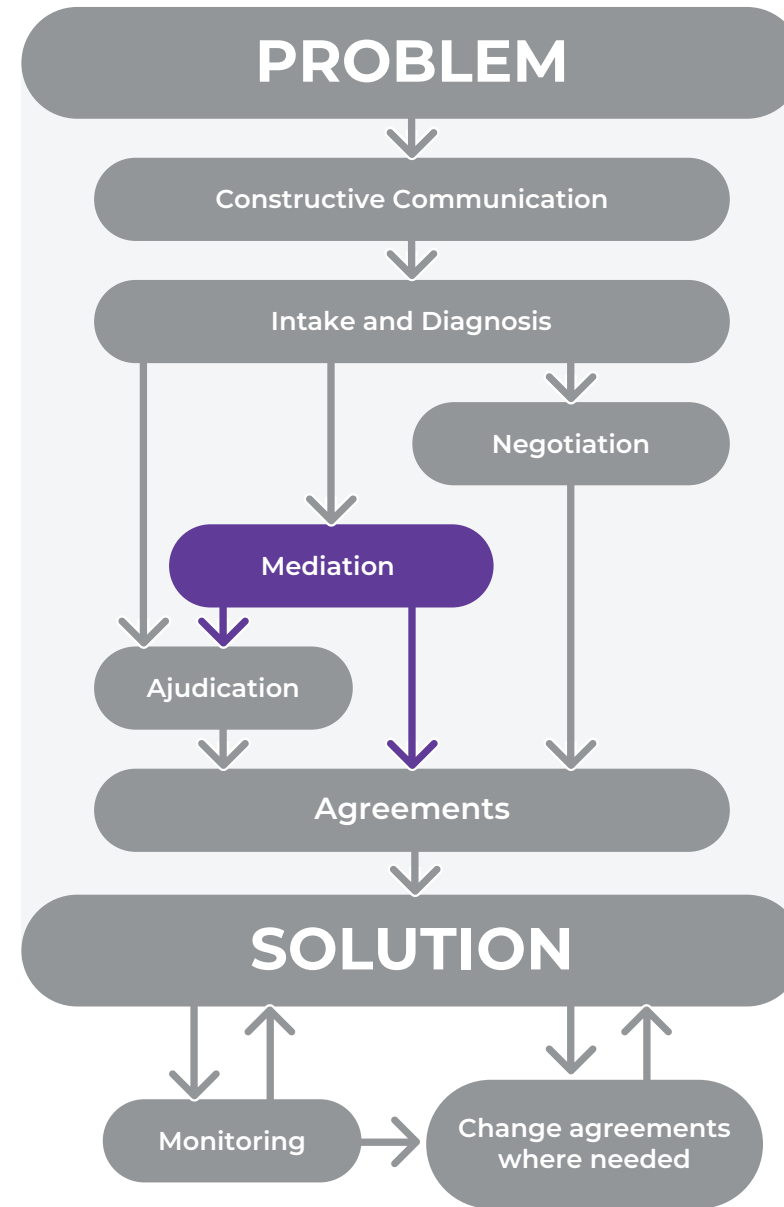 PROBLEM
Constructive Communication
Intake and Diagnosis
Negotiation
Mediation
Ajudication
Agreements
SOLUTION
Monitoring
Change agreements
where needed